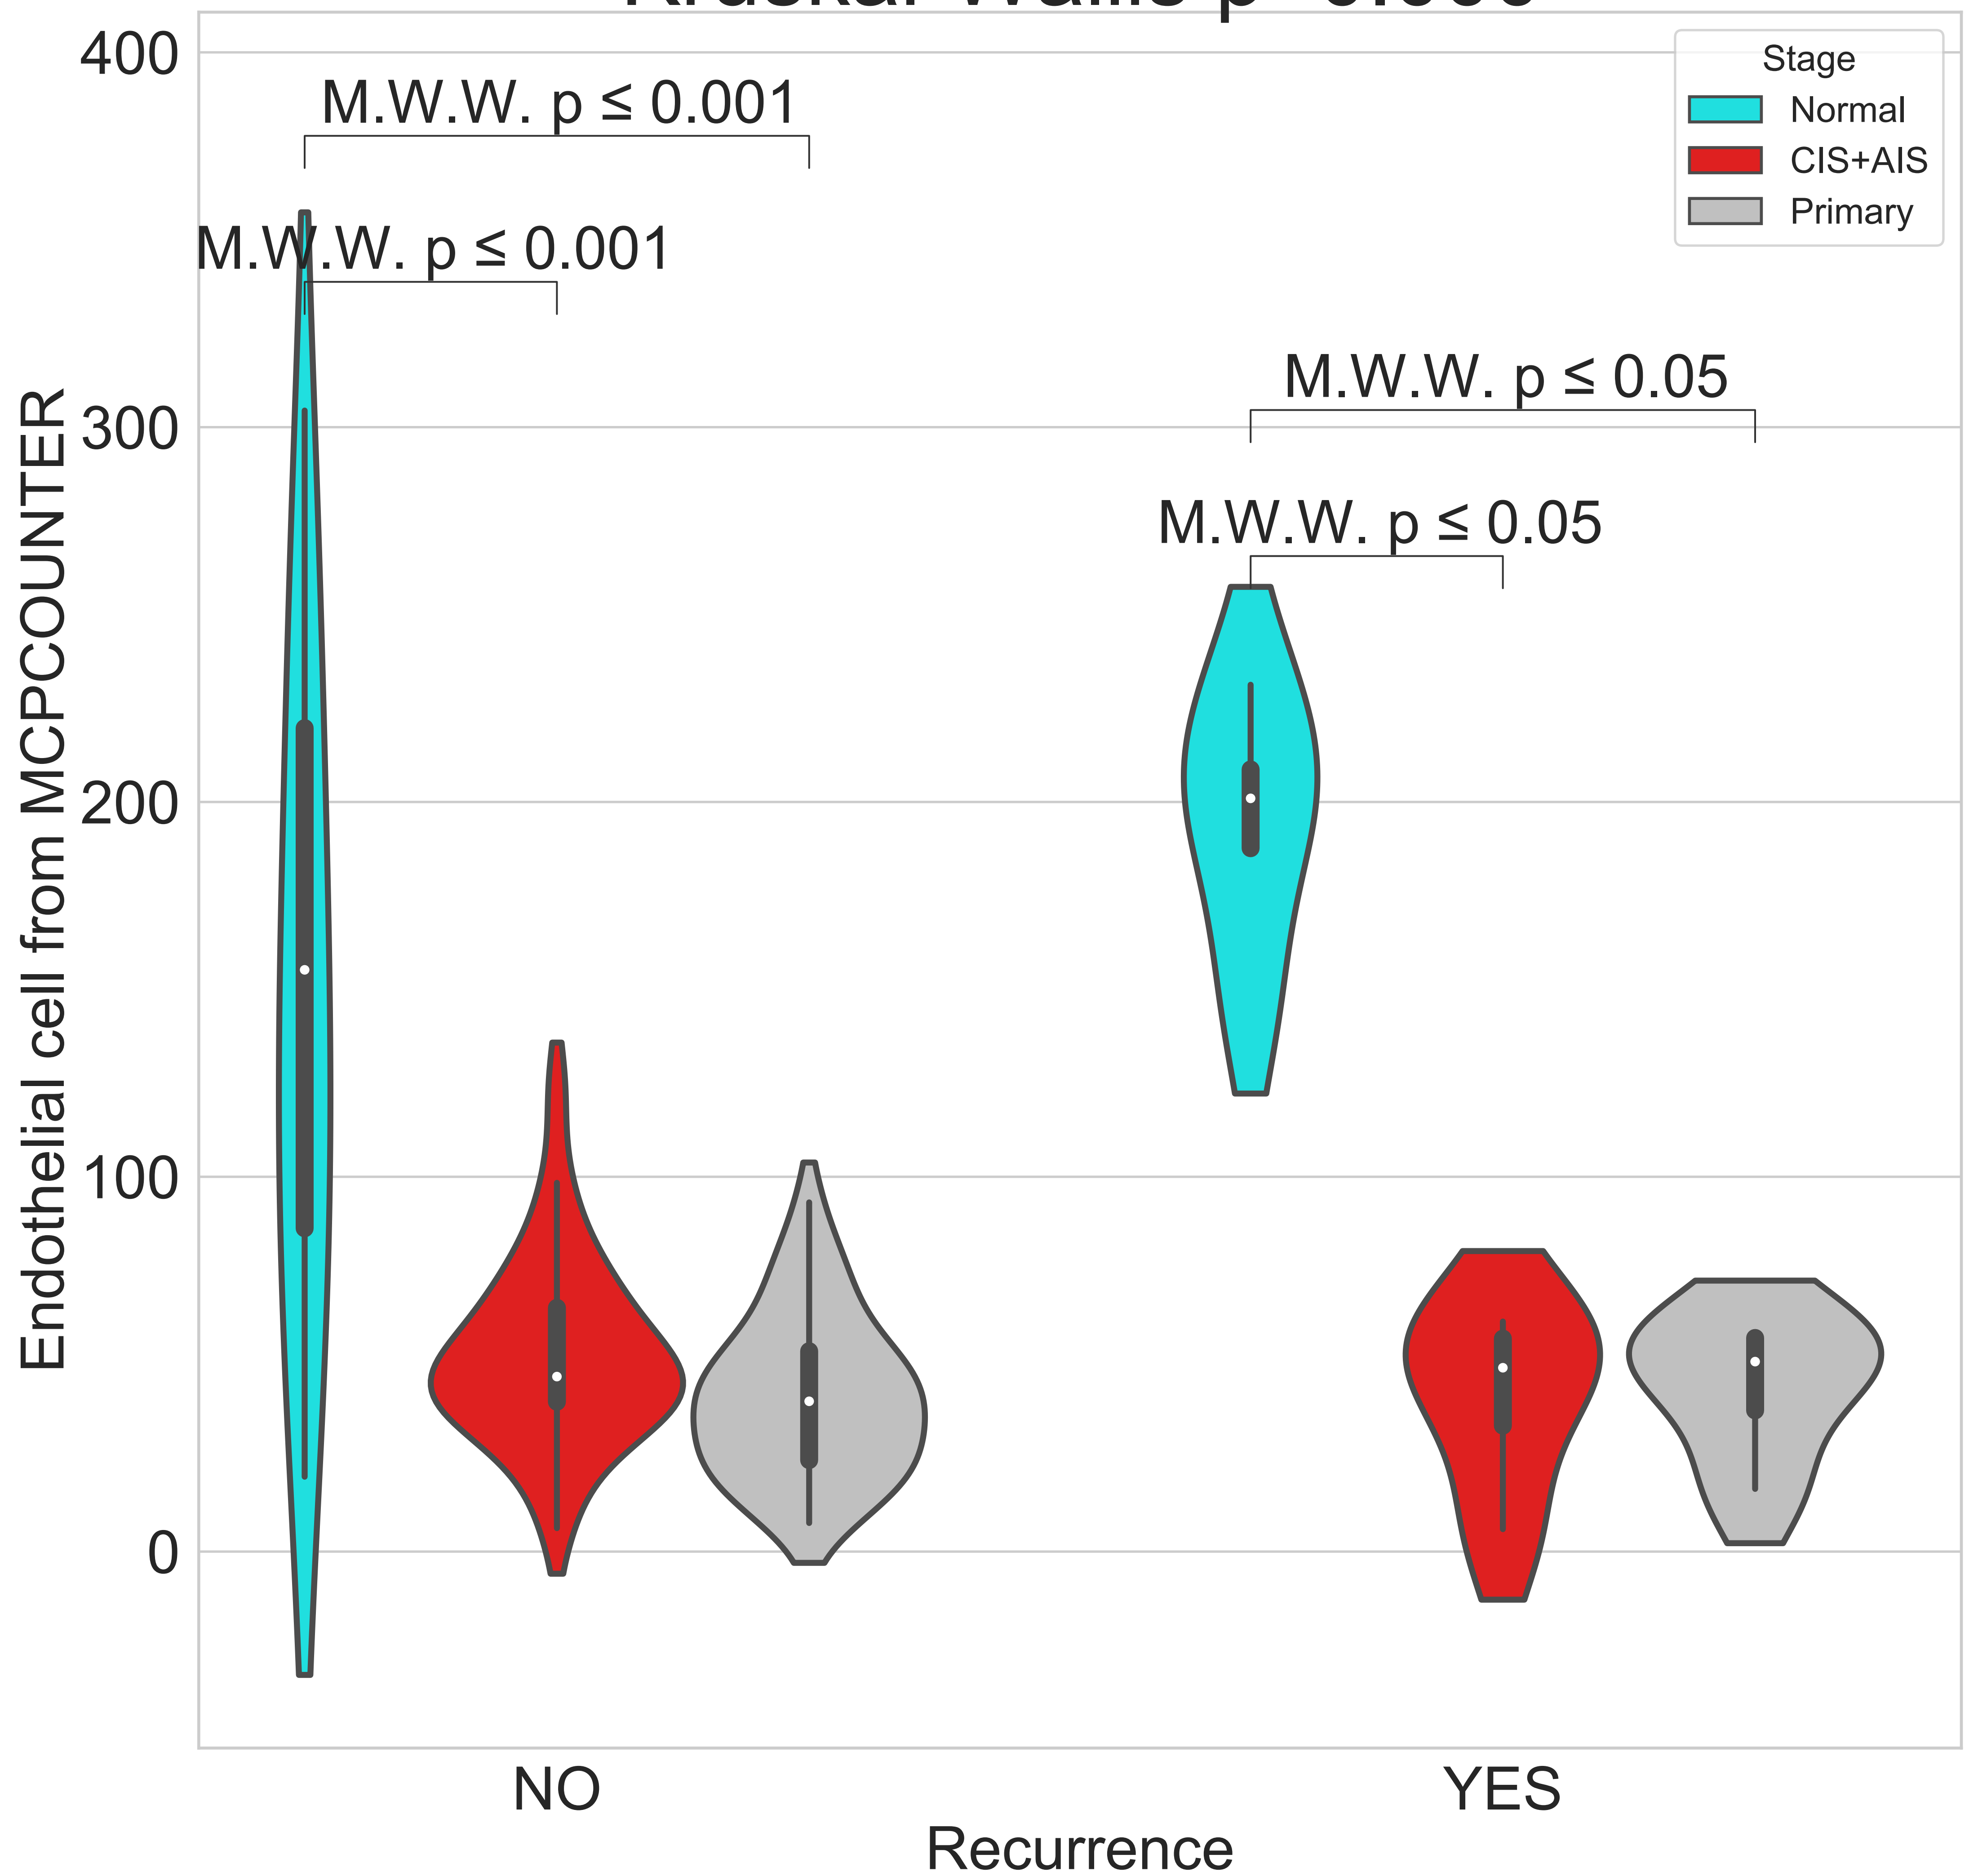 400
M.W.W. p ≤ 0.001
M.W.W. p ≤ 0.001
Stage
Normal
CIS+AIS
Primary
M.W.W. p ≤ 0.05
M.W.W. p ≤ 0.05
300
200
100
0
Endothelial cell from MCPCOUNTER
NO
YES
Recurrence